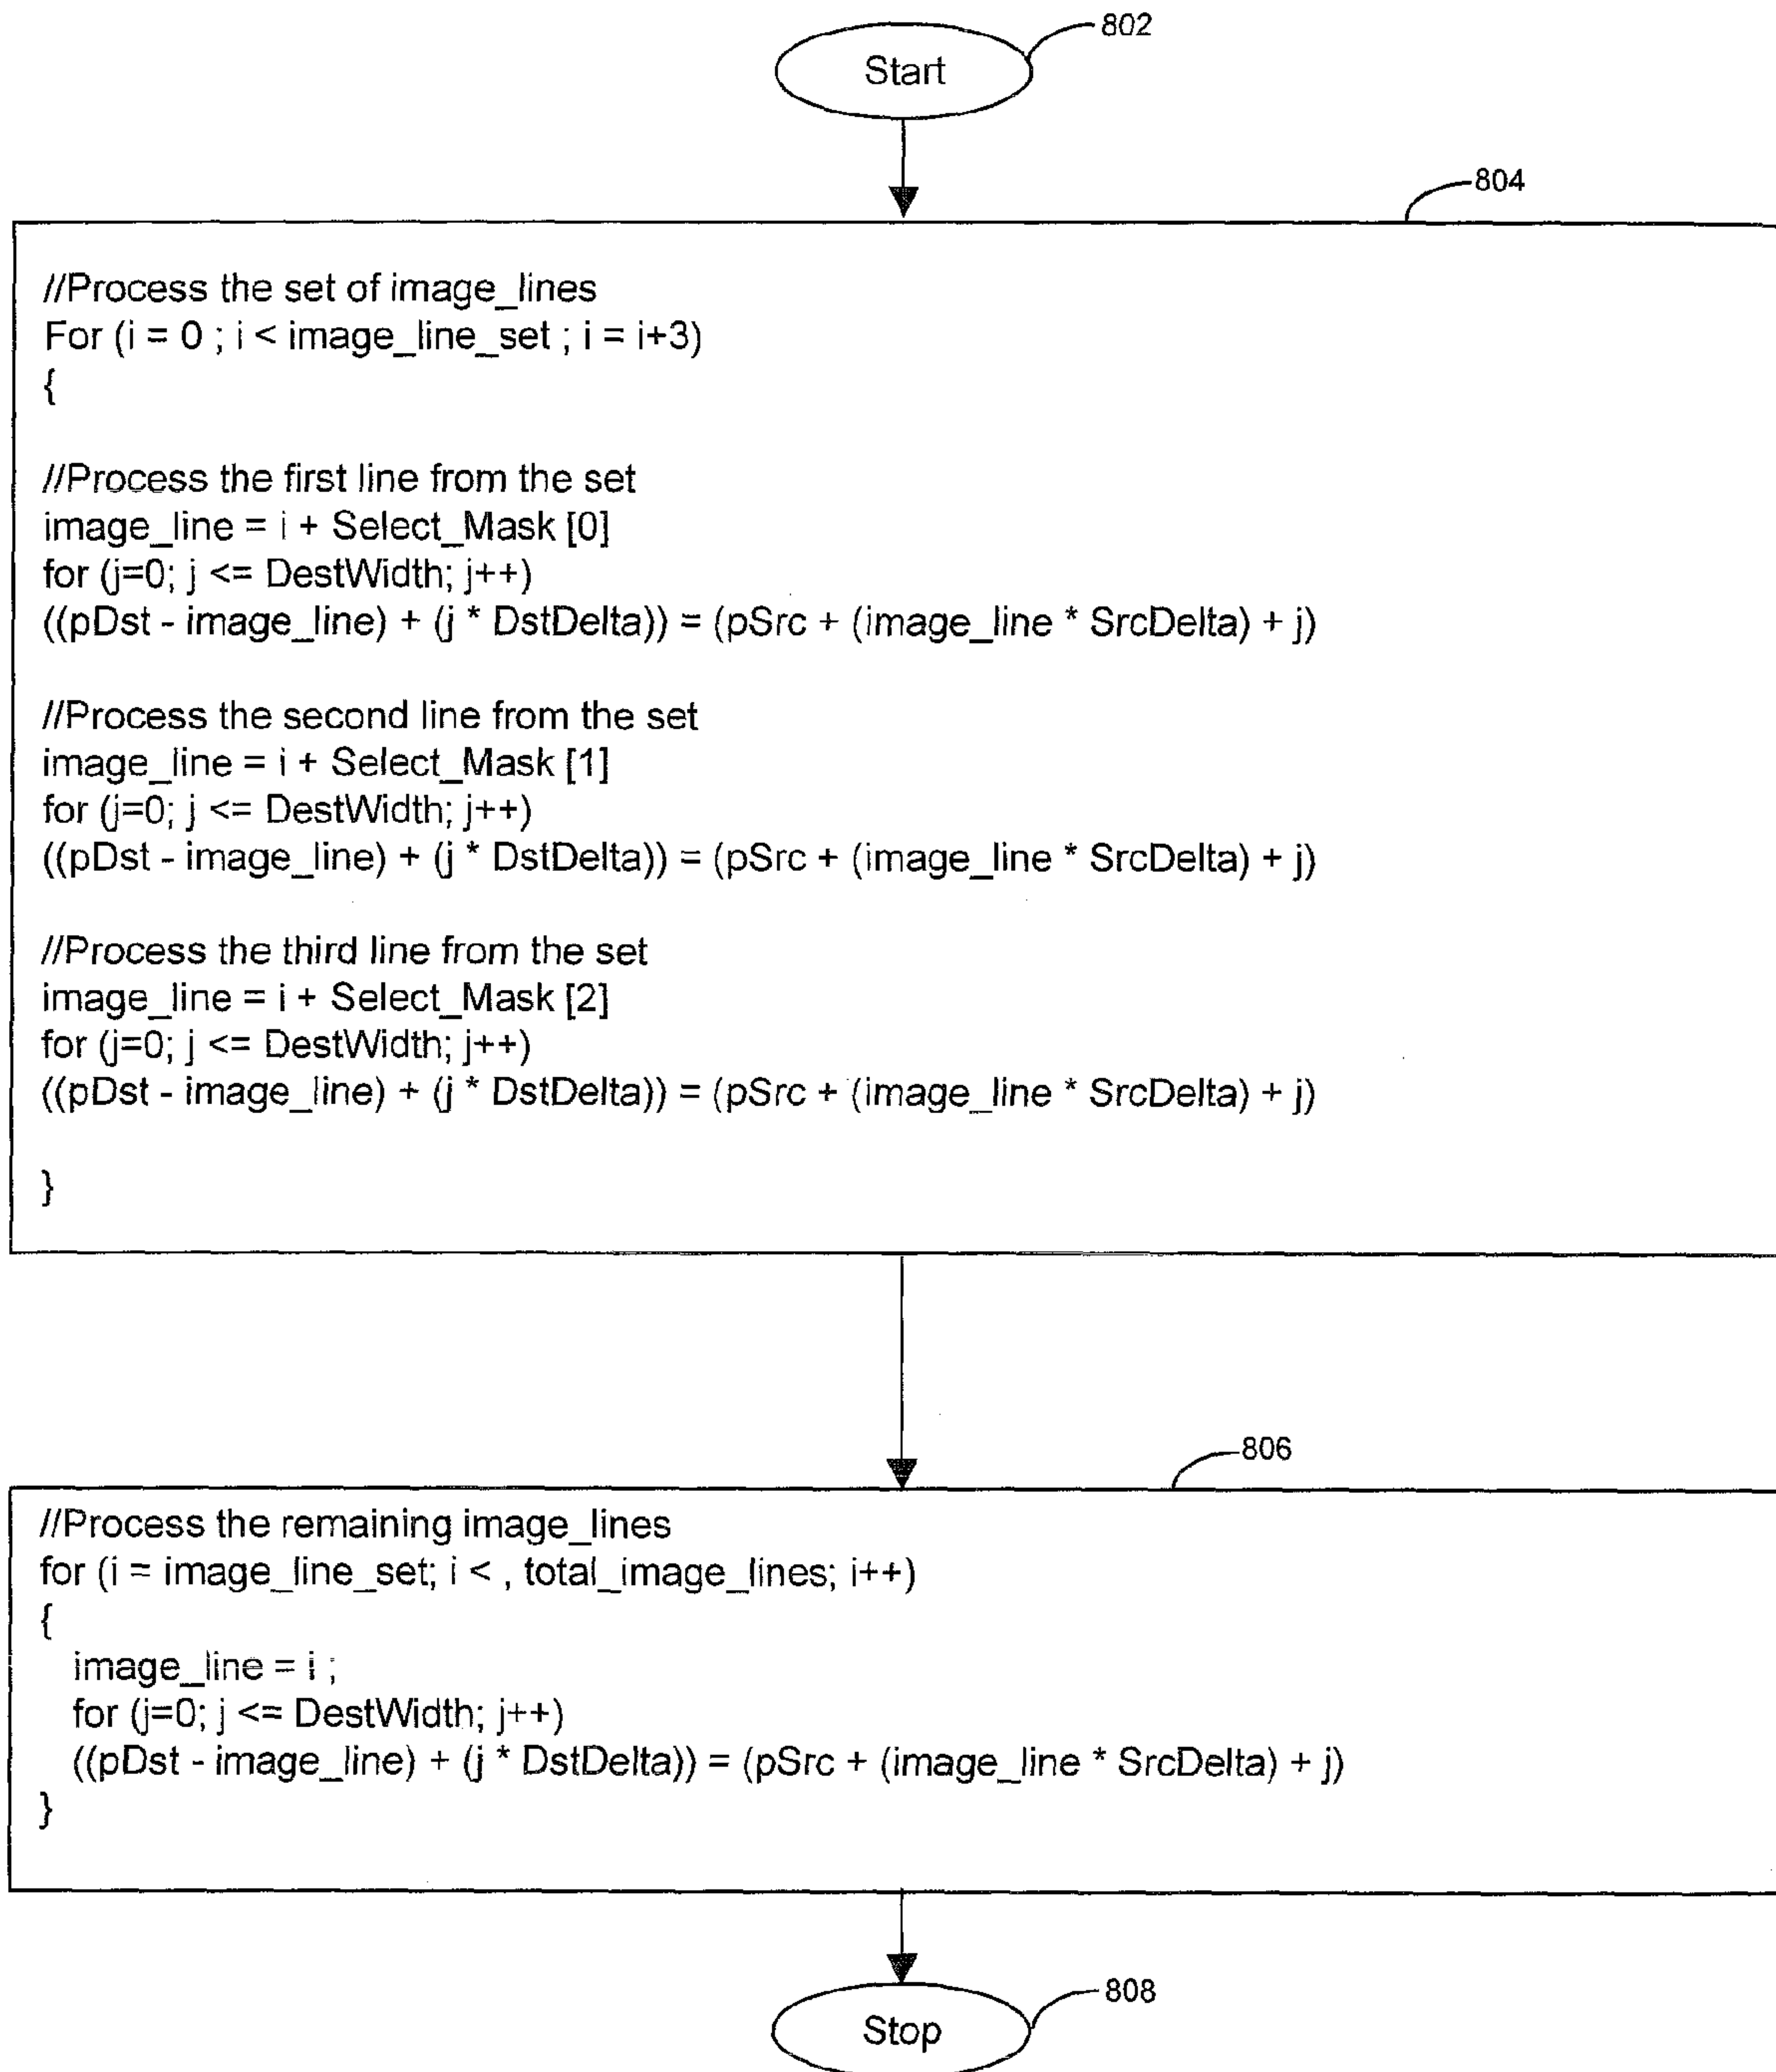 802
Start
804
//Process the set of image_lines
For (i = 0 ; i < image_line_set ; i = i+3)
{
//Process the first line from the set
image_line = i + Select_Mask [0]
for (j=0; j <= DestWidth; j++)
((pDst - image_line) + (j * DstDelta)) = (pSrc + (image_line * SrcDelta) + j)
//Process the second line from the set
image_line = i + Select_Mask [1]
for (j=0; j <= DestWidth; j++)
((pDst - image_line) + (j * DstDelta)) = (pSrc + (image_line * SrcDelta) + j)
//Process the third line from the set
image_line = i + Select_Mask [2]
for (j=0; j <= DestWidth; j++)
((pDst - image_line) + (j * DstDelta)) = (pSrc + (image_line * SrcDelta) + j)
}
806
//Process the remaining image_lines
for (i = image_line_set; i < , total_image_lines; i++)
{
image_line = i ;
for (j=0; j <= DestWidth; j++)
((pDst - image_line) + (j * DstDelta)) = (pSrc + (image_line * SrcDelta) + j)
}
808
Stop